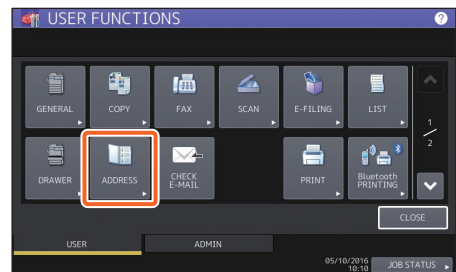 USER FUNCTIONS ?
GENERAL COPY FAX SCAN E-FILING LIST
1
2
DRAWER ADDRESS CHECK
E-MAIL PRINT Bluetooth
PRINTING
CLOSE
USER ADMIN
05/10/2016
10:10 JOB STATUS